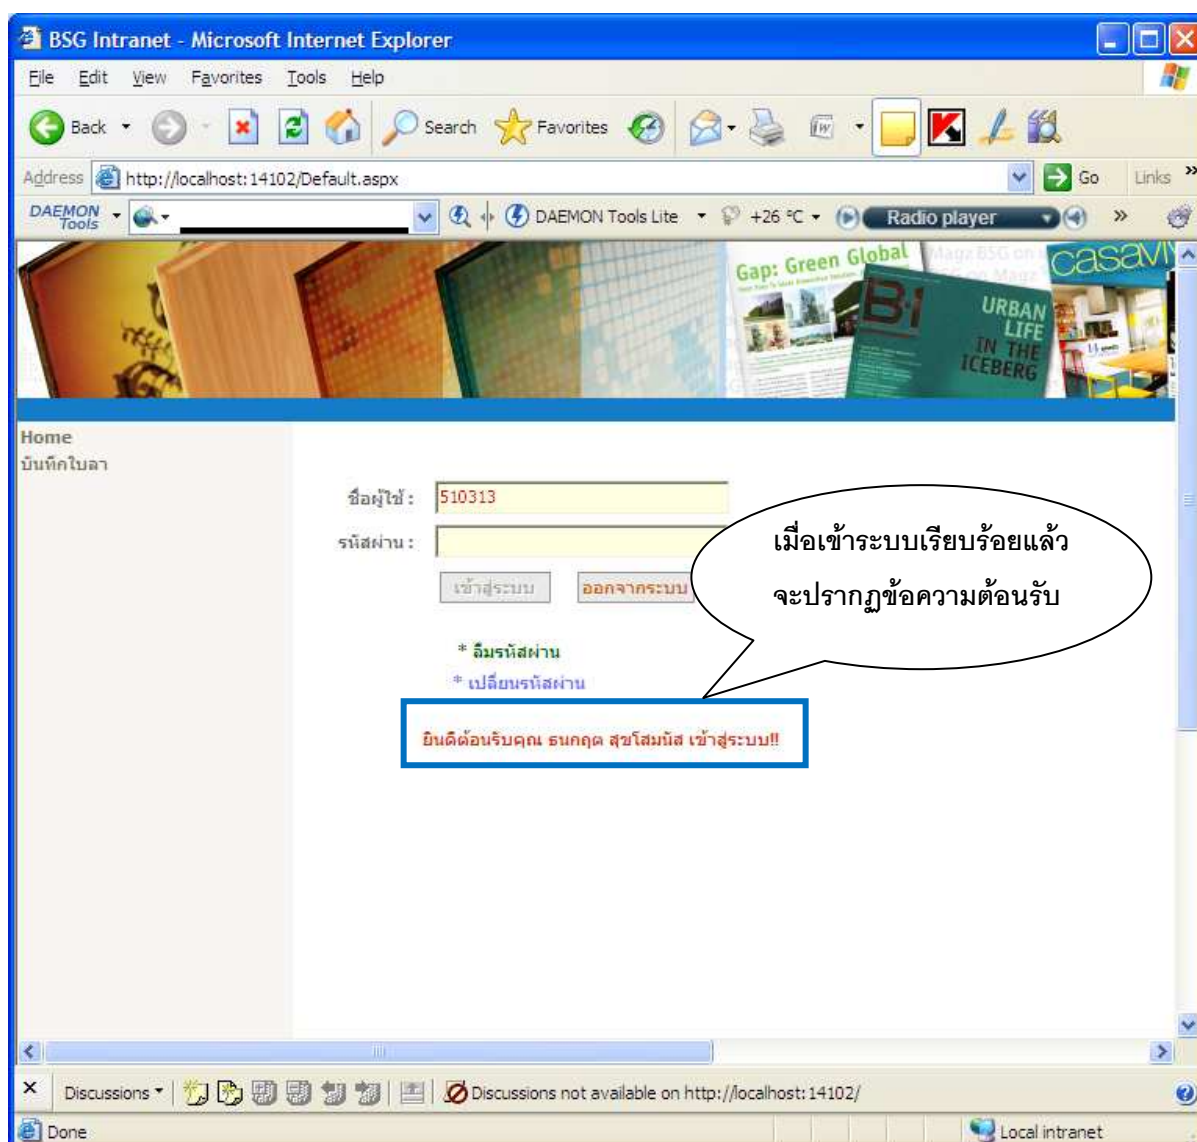 BSG Intranet - Microsoft Internet Explorer
File Edit View Favorites Tools Help
Back Search Favorites
Address http://localhost:14102/Default.aspx Go Links »
DAEMON Tools DAEMON Tools Lite +26 °C Radio player »
Gap: Green Global
Magz BSG on
BSG on Magz
casaviv
B-1
URBAN
LIFE
IN THE
ICEBERG
Home
บันทึกใบลา
ชื่อผู้ใช้ : 510313
รหัสผ่าน :
เข้าสู่ระบบ ออกจากระบบ
เมื่อเข้าระบบเรียบร้อยแล้ว
จะปรากฏข้อความต้อนรับ
* ลืมรหัสผ่าน
* เปลี่ยนรหัสผ่าน
ยินดีต้อนรับคุณ ธนกฤต สุขโสมนัส เข้าสู่ระบบ!!
Discussions Discussions not available on http://localhost:14102/
Done Local intranet